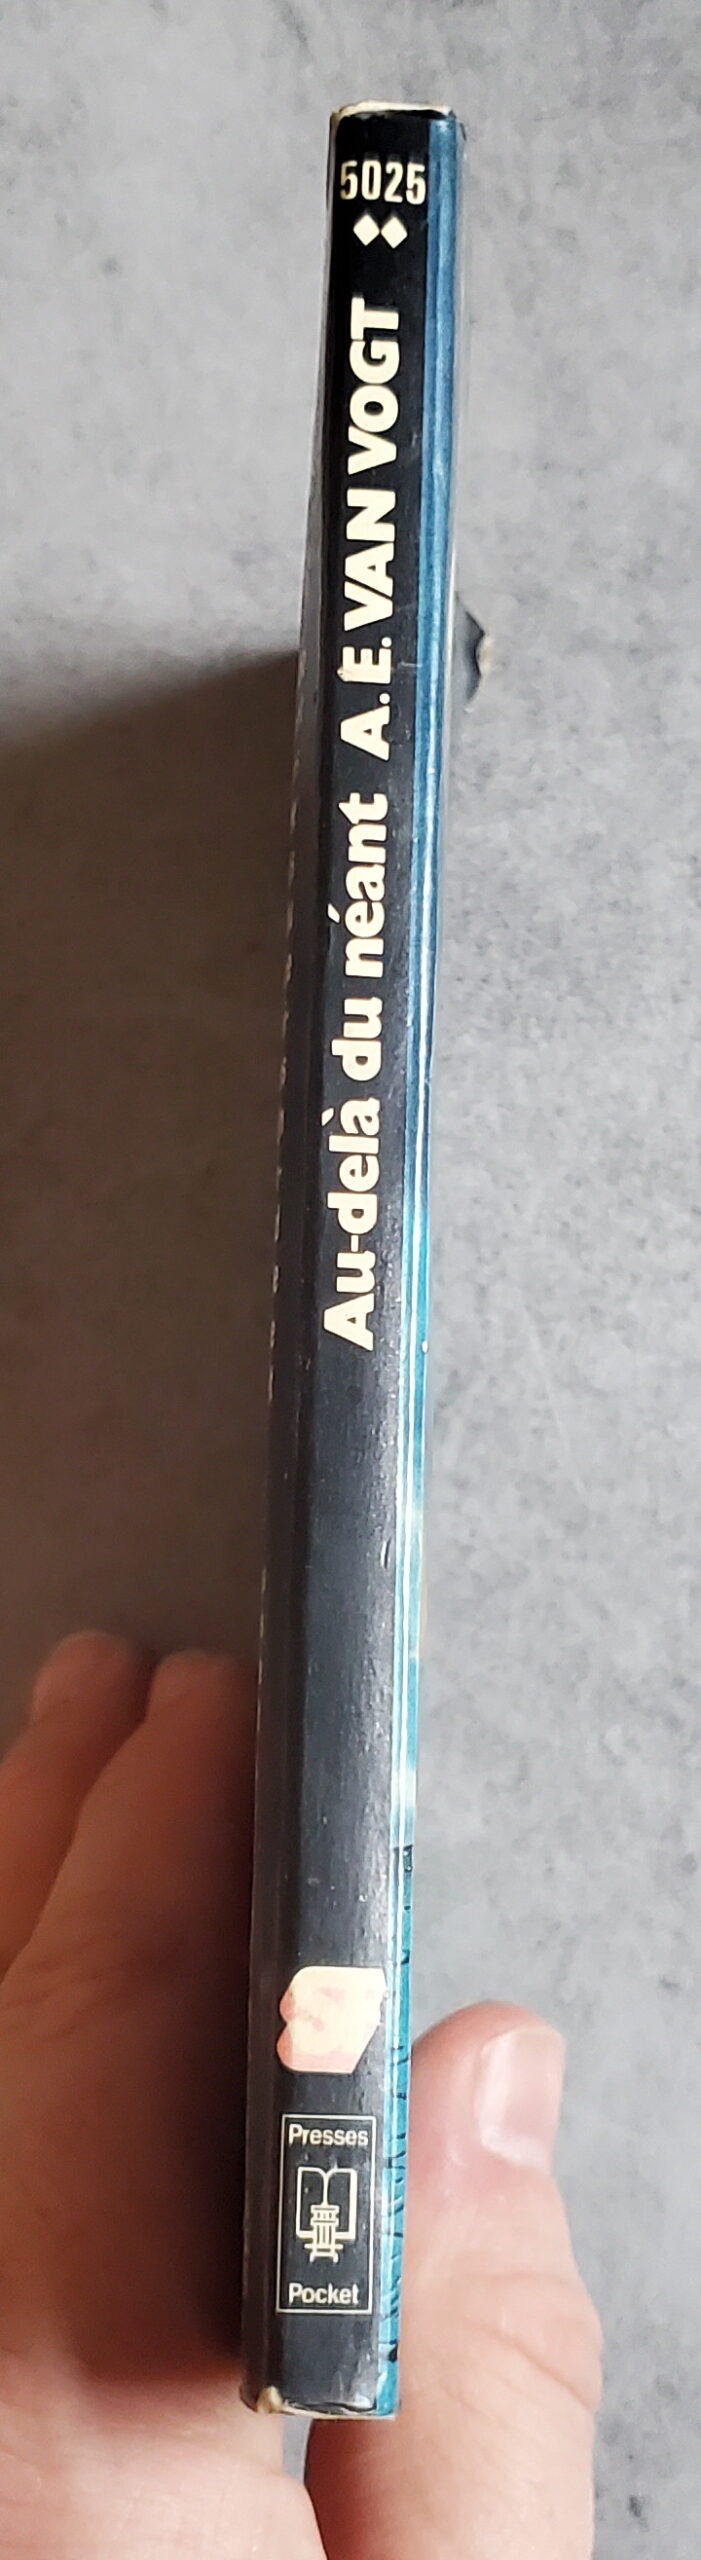 5025
Au-delà du néant A. E. VAN VOGT
Presses
Pocket